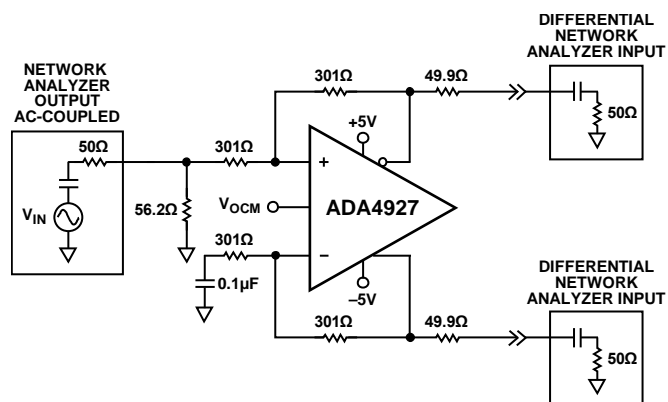 DIFFERENTIAL
NETWORK
ANALYZER INPUT
NETWORK
ANALYZER
OUTPUT
AC-COUPLED
301Ω
49.9Ω
50Ω
+5V
50Ω
301Ω
+
VIN
56.2Ω
VOCM
ADA4927
301Ω
–
0.1µF
–5V
DIFFERENTIAL
NETWORK
ANALYZER INPUT
301Ω
49.9Ω
50Ω